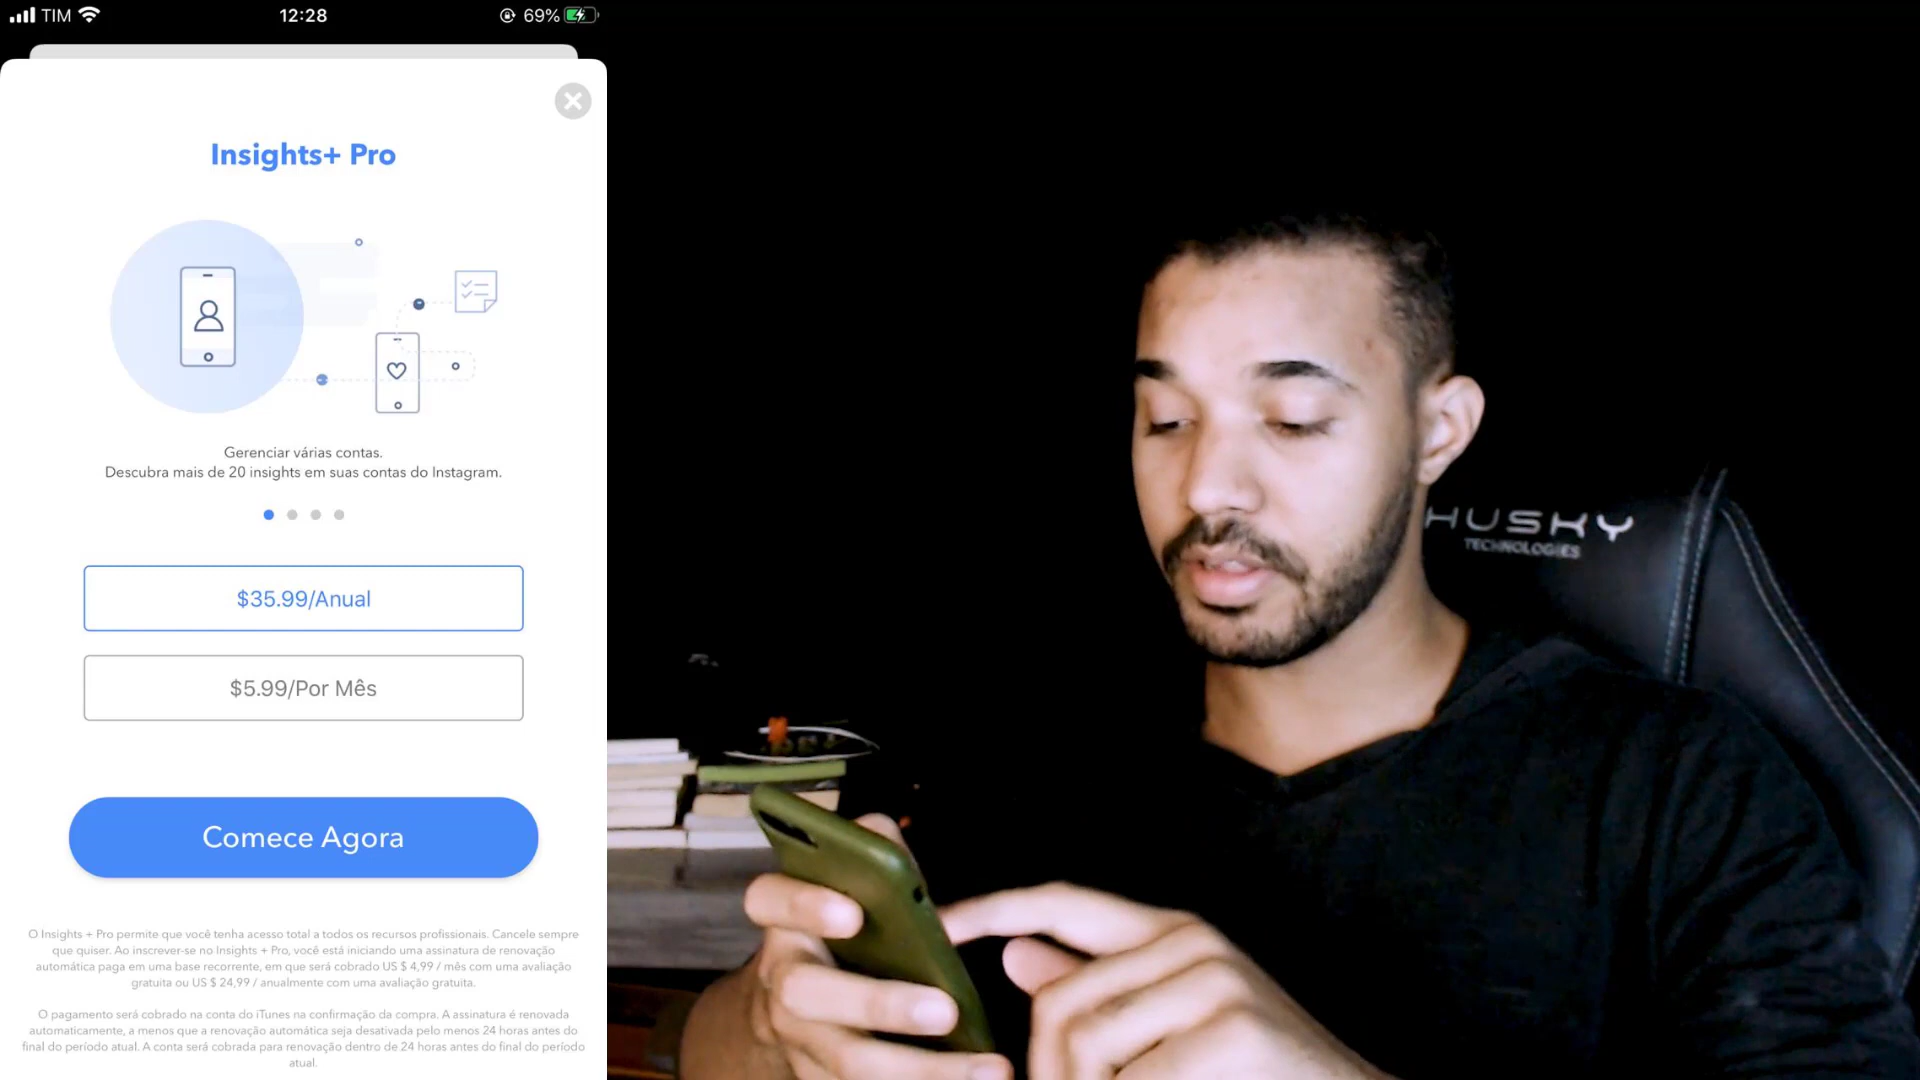 TIM 12:28 69%
Insights+ Pro
Gerenciar várias contas.
Descubra mais de 20 insights em suas contas do Instagram.
$35.99/Anual
$5.99/Por Mês
Comece Agora
O Insights + Pro permite que você tenha acesso total a todos os recursos profissionais. Cancele sempre
que quiser. Ao inscrever-se no Insights + Pro, você está iniciando uma assinatura de renovação
automática paga em uma base recorrente, em que será cobrado US $ 4,99 / mês com uma avaliação
gratuita ou US $ 24,99 / anualmente com uma avaliação gratuita.
O pagamento será cobrado na conta do iTunes na confirmação da compra. A assinatura é renovada
automaticamente, a menos que a renovação automática seja desativada pelo menos 24 horas antes do
final do período atual. A conta será cobrada para renovação dentro de 24 horas antes do final do período
atual.
HUSKY
TECHNOLOGIES